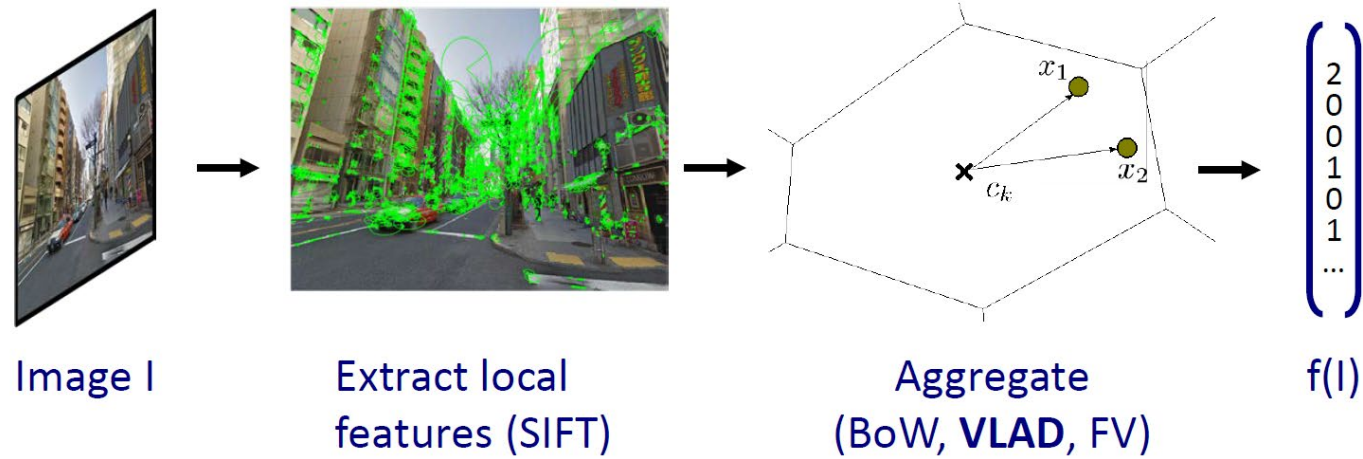 x₁
x₂
cₖ
2
0
0
1
0
1
...
Image I
Extract local
features (SIFT)
Aggregate
(BoW, VLAD, FV)
f(I)